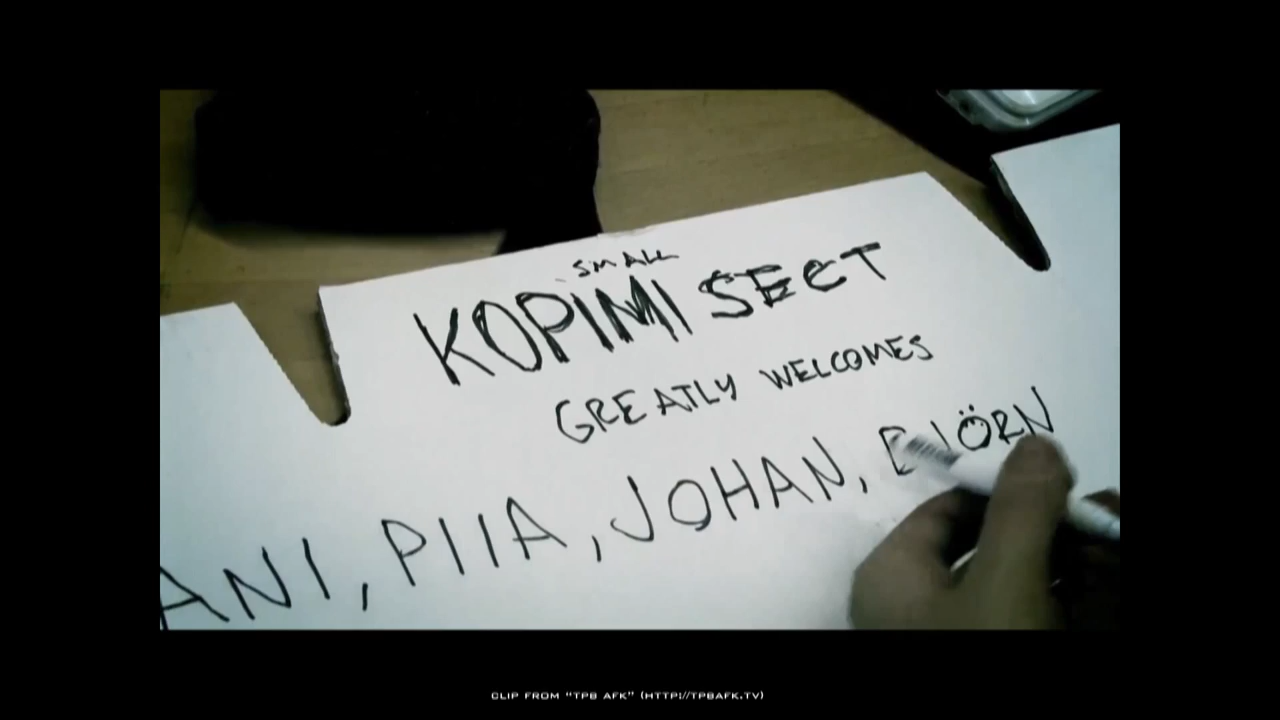 SMALL
KOPIMI SECT
GREATLY WELCOMES
ANI, PIIA, JOHAN, BJÖRN
CLIP FROM "TPB AFK" (HTTP://TPBAFK.TV)